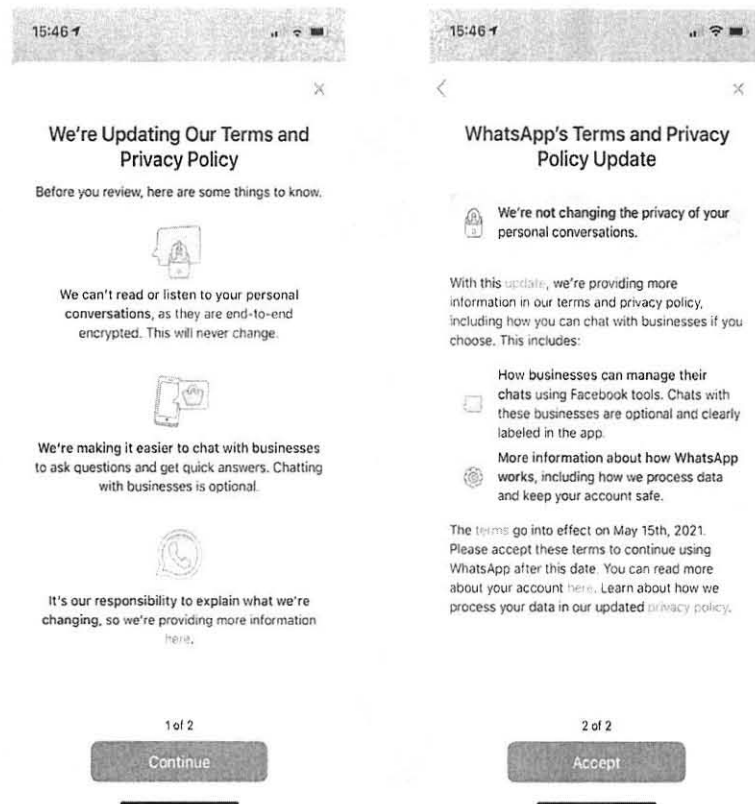 15:46
We're Updating Our Terms and
Privacy Policy
Before you review, here are some things to know.
We can't read or listen to your personal
conversations, as they are end-to-end
encrypted. This will never change.
We're making it easier to chat with businesses
to ask questions and get quick answers. Chatting
with businesses is optional.
It's our responsibility to explain what we're
changing, so we're providing more information
here.
1 of 2
Continue
15:46
WhatsApp's Terms and Privacy
Policy Update
We're not changing the privacy of your
personal conversations.
With this update, we're providing more
information in our terms and privacy policy,
including how you can chat with businesses if you
choose. This includes:
How businesses can manage their
chats using Facebook tools. Chats with
these businesses are optional and clearly
labeled in the app.
More information about how WhatsApp
works, including how we process data
and keep your account safe.
The terms go into effect on May 15th, 2021.
Please accept these terms to continue using
WhatsApp after this date. You can read more
about your account here. Learn about how we
process your data in our updated privacy policy.
2 of 2
Accept